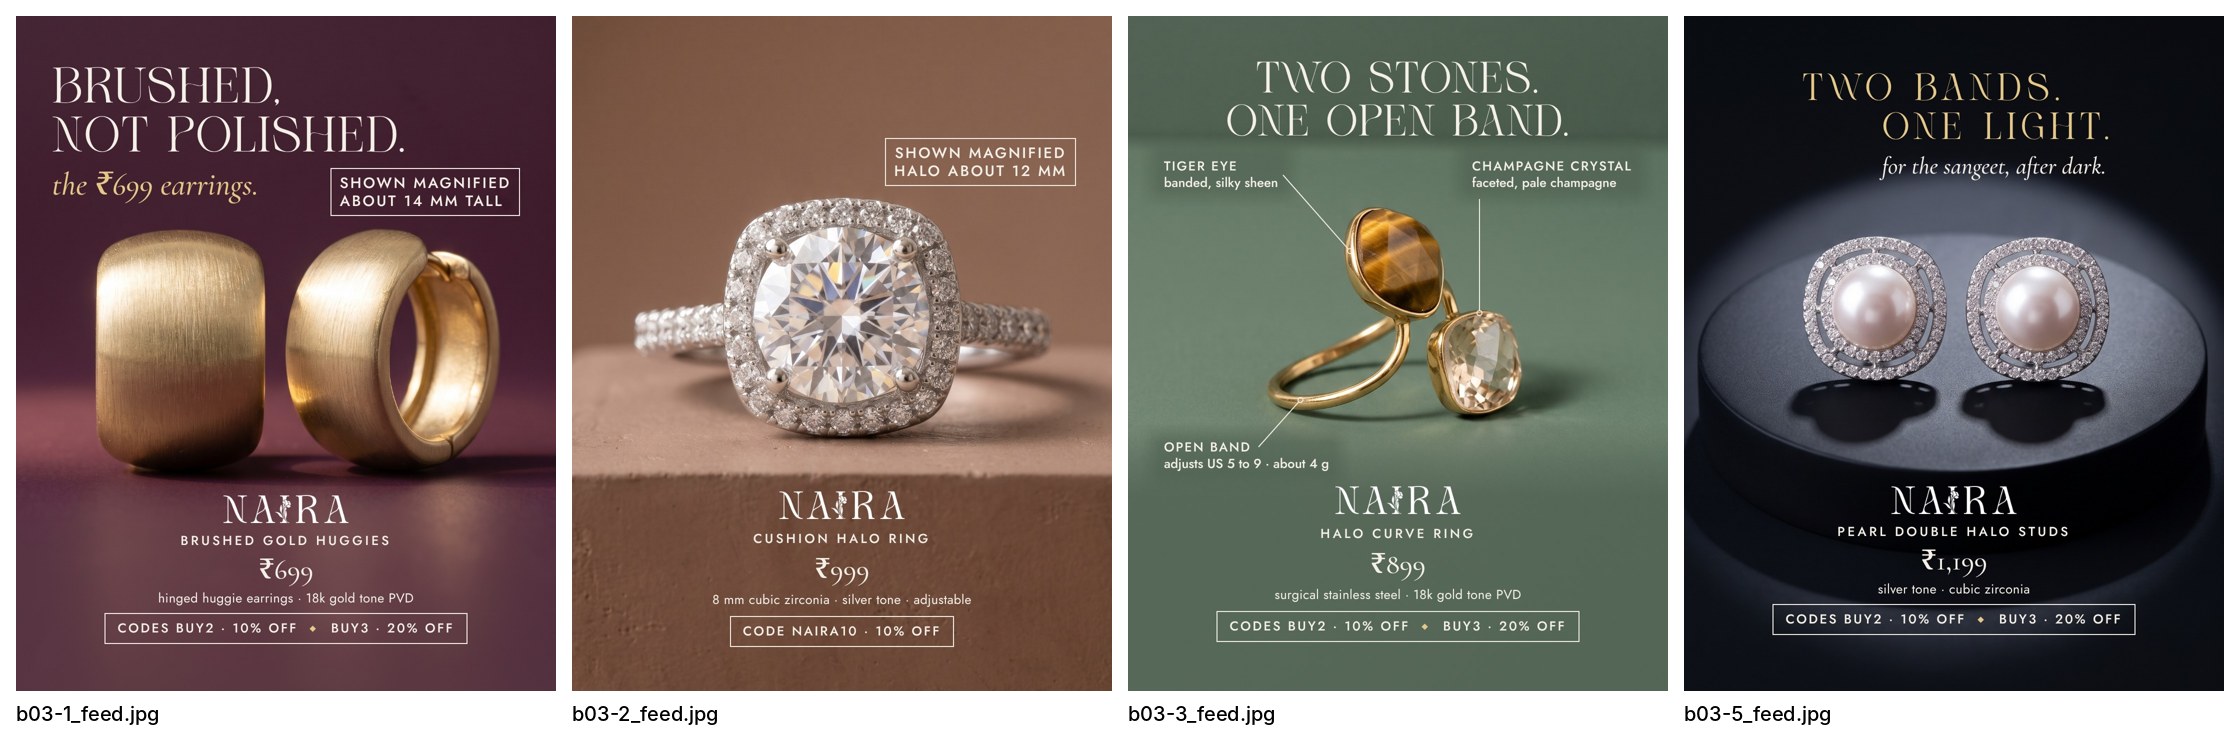 BRUSHED,
NOT POLISHED.
the ₹699 earrings.
SHOWN MAGNIFIED
ABOUT 14 MM TALL
NAIRA
BRUSHED GOLD HUGGIES
₹699
hinged huggie earrings · 18k gold tone PVD
CODES BUY2 · 10% OFF ◆ BUY3 · 20% OFF
b03-1_feed.jpg
SHOWN MAGNIFIED
HALO ABOUT 12 MM
NAIRA
CUSHION HALO RING
₹999
8 mm cubic zirconia · silver tone · adjustable
CODE NAIRA10 · 10% OFF
b03-2_feed.jpg
TWO STONES.
ONE OPEN BAND.
TIGER EYE
banded, silky sheen
CHAMPAGNE CRYSTAL
faceted, pale champagne
OPEN BAND
adjusts US 5 to 9 · about 4 g
NAIRA
HALO CURVE RING
₹899
surgical stainless steel · 18k gold tone PVD
CODES BUY2 · 10% OFF ◆ BUY3 · 20% OFF
b03-3_feed.jpg
TWO BANDS.
ONE LIGHT.
for the sangeet, after dark.
NAIRA
PEARL DOUBLE HALO STUDS
₹1,199
silver tone · cubic zirconia
CODES BUY2 · 10% OFF ◆ BUY3 · 20% OFF
b03-5_feed.jpg